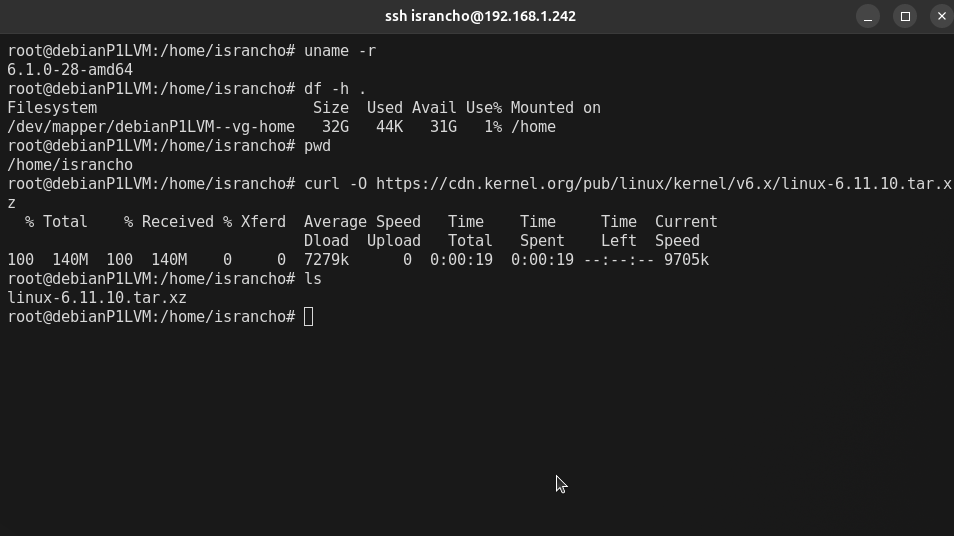 ssh israncho@192.168.1.242
root@debianP1LVM:/home/israncho# uname -r
6.1.0-28-amd64
root@debianP1LVM:/home/israncho# df -h .
Filesystem                        Size  Used Avail Use% Mounted on
/dev/mapper/debianP1LVM--vg-home   32G   44K   31G   1% /home
root@debianP1LVM:/home/israncho# pwd
/home/israncho
root@debianP1LVM:/home/israncho# curl -O https://cdn.kernel.org/pub/linux/kernel/v6.x/linux-6.11.10.tar.x
z
  % Total    % Received % Xferd  Average Speed   Time    Time     Time  Current
                                 Dload  Upload   Total   Spent    Left  Speed
100  140M  100  140M    0     0  7279k      0  0:00:19  0:00:19 --:--:-- 9705k
root@debianP1LVM:/home/israncho# ls
linux-6.11.10.tar.xz
root@debianP1LVM:/home/israncho#